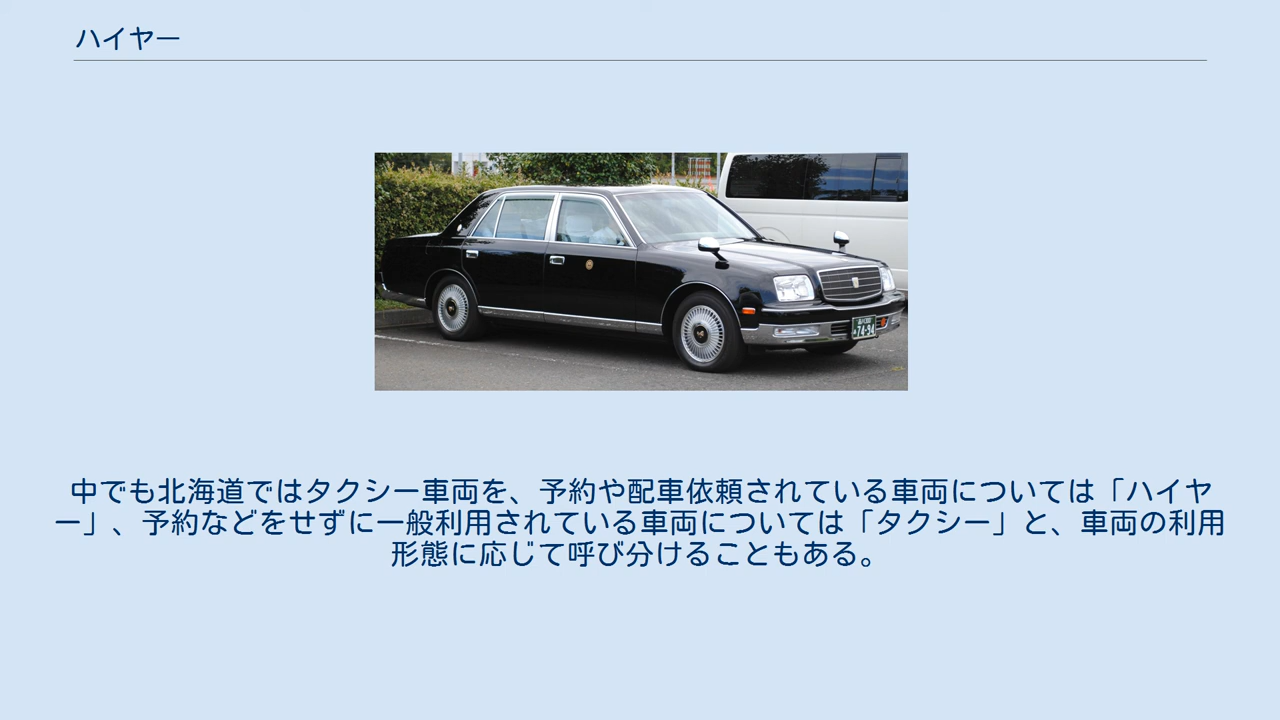 ハイヤー
74-94
中でも北海道ではタクシー車両を、予約や配車依頼されている車両については「ハイヤ
ー」、予約などをせずに一般利用されている車両については「タクシー」と、車両の利用
形態に応じて呼び分けることもある。